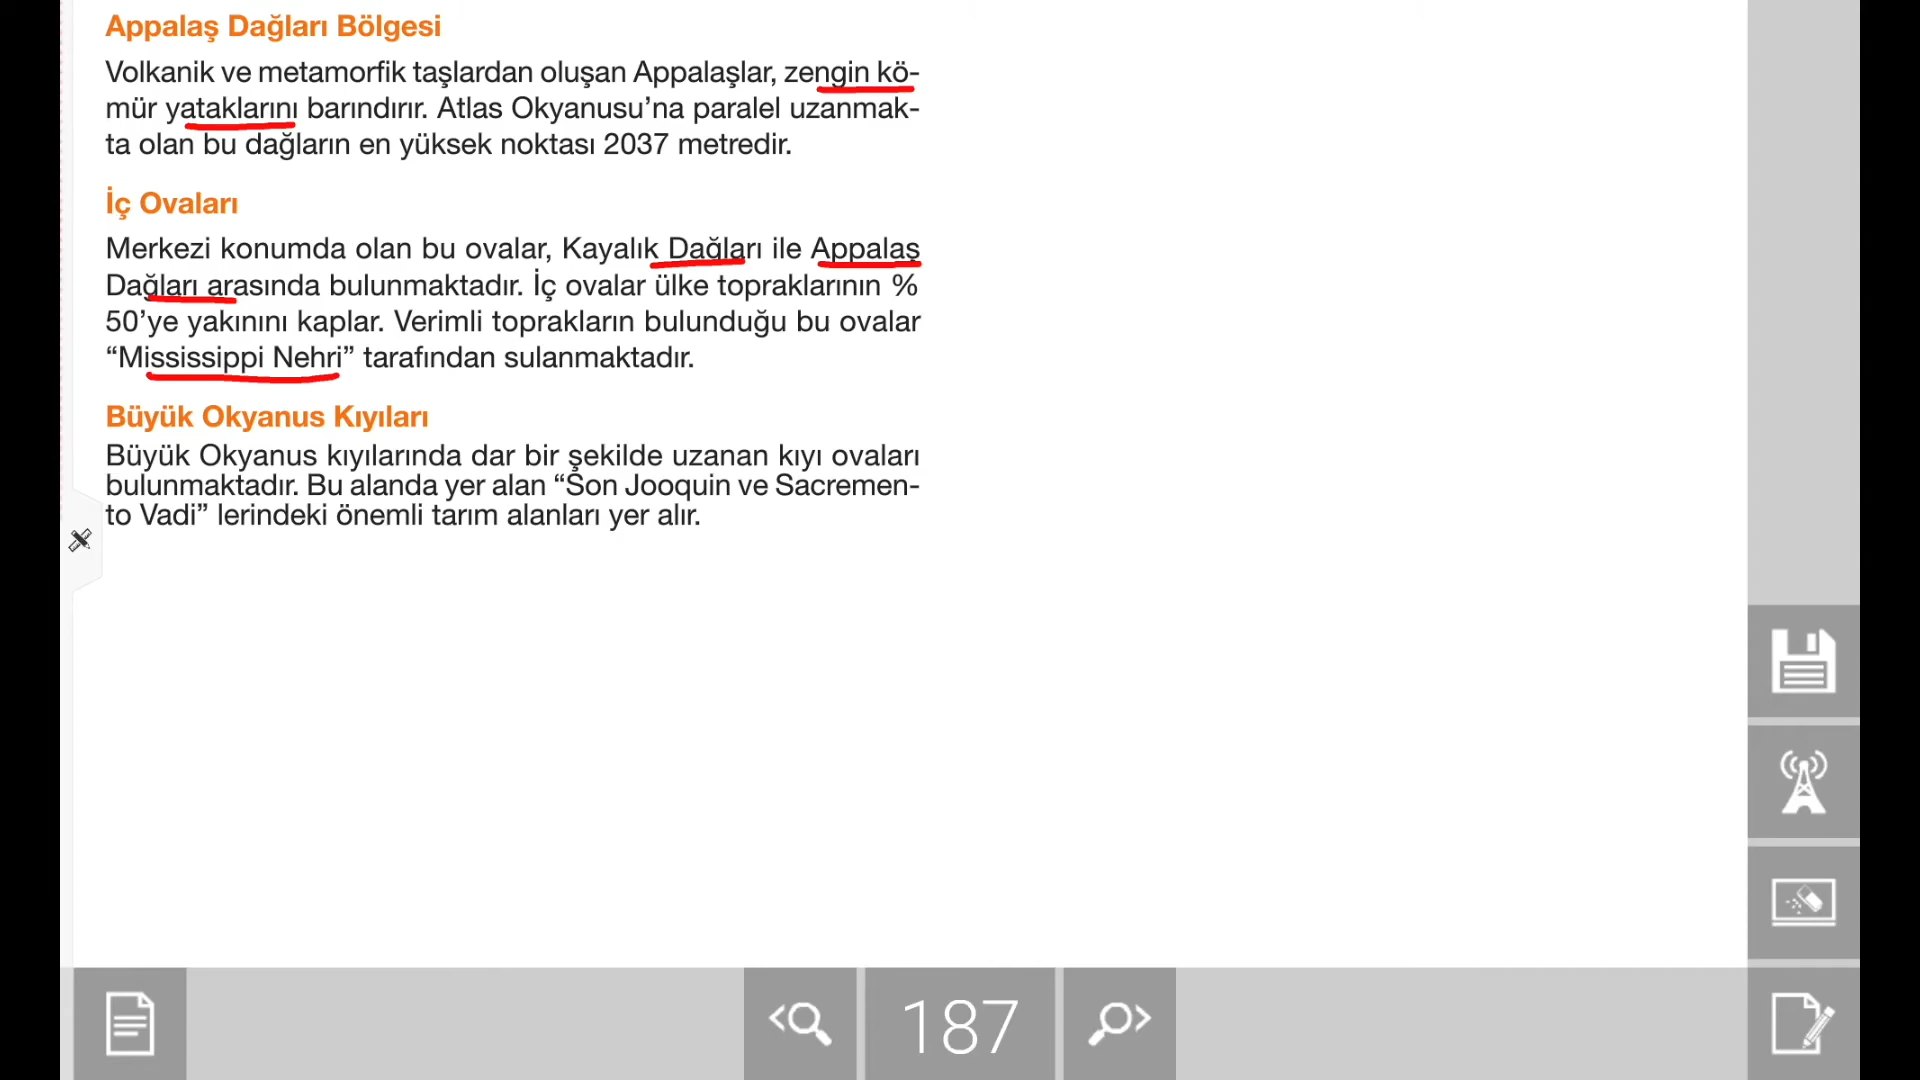 Appalaş Dağları Bölgesi
Volkanik ve metamorfik taşlardan oluşan Appalaşlar, zengin kö-
mür yataklarını barındırır. Atlas Okyanusu’na paralel uzanmak-
ta olan bu dağların en yüksek noktası 2037 metredir.
İç Ovaları
Merkezi konumda olan bu ovalar, Kayalık Dağları ile Appalaş
Dağları arasında bulunmaktadır. İç ovalar ülke topraklarının %
50’ye yakınını kaplar. Verimli toprakların bulunduğu bu ovalar
“Mississippi Nehri” tarafından sulanmaktadır.
Büyük Okyanus Kıyıları
Büyük Okyanus kıyılarında dar bir şekilde uzanan kıyı ovaları
bulunmaktadır. Bu alanda yer alan “Son Jooquin ve Sacremen-
to Vadi” lerindeki önemli tarım alanları yer alır.
187